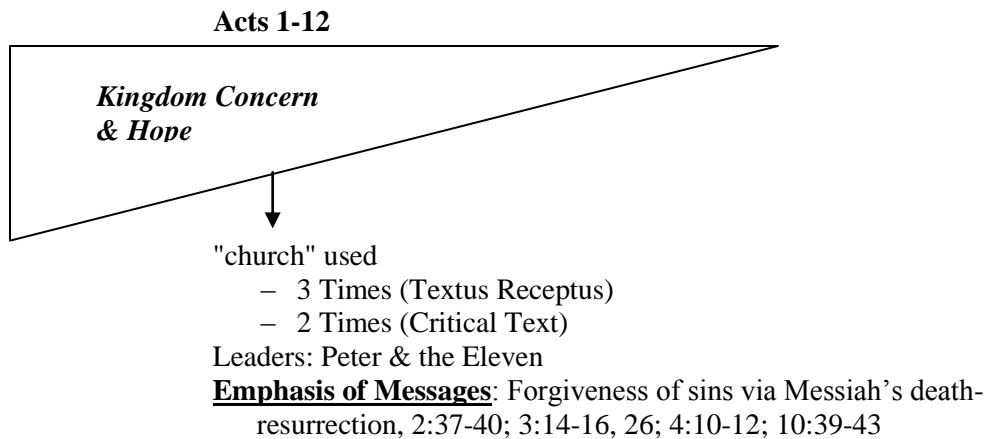 Acts 1-12
Kingdom Concern
& Hope
"church" used
– 3 Times (Textus Receptus)
– 2 Times (Critical Text)
Leaders: Peter & the Eleven
Emphasis of Messages: Forgiveness of sins via Messiah’s death-
resurrection, 2:37-40; 3:14-16, 26; 4:10-12; 10:39-43